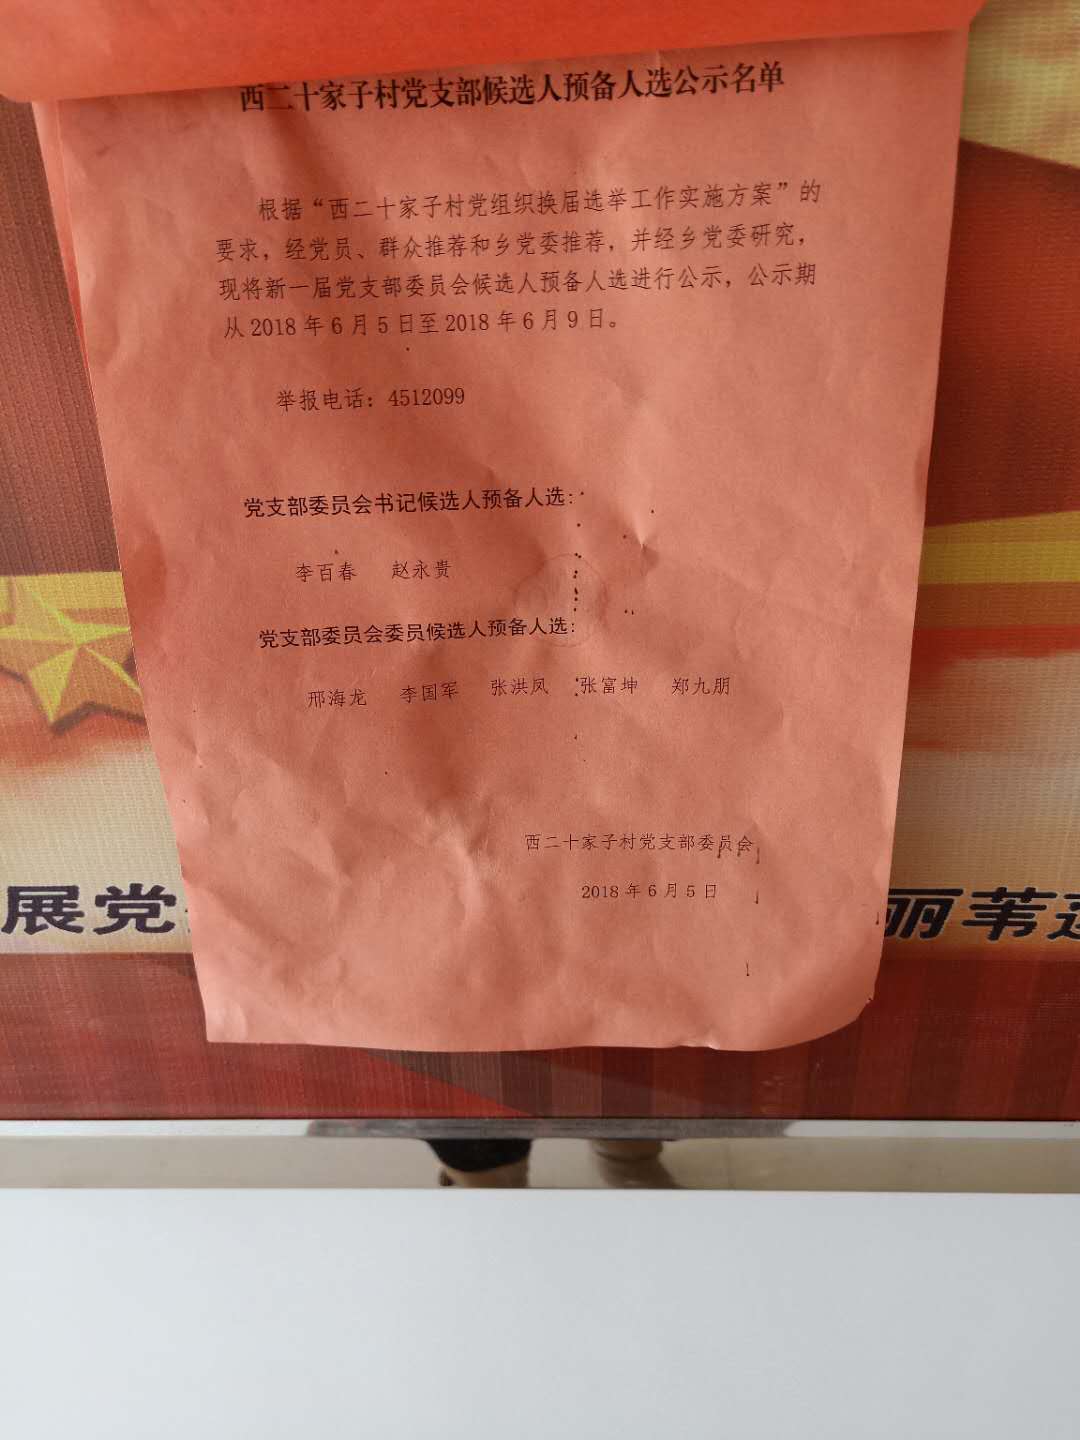 西二十家子村党支部候选人预备人选公示名单
根据“西二十家子村党组织换届选举工作实施方案”的
要求，经党员、群众推荐和乡党委推荐，并经乡党委研究，
现将新一届党支部委员会候选人预备人选进行公示，公示期
从2018年6月5日至2018年6月9日。
举报电话：4512099
党支部委员会书记候选人预备人选：
李百春 赵永贵
党支部委员会委员候选人预备人选：
邢海龙 李国军 张洪凤 张富坤 郑九朋
西二十家子村党支部委员会
2018年6月5日
展党
丽苇